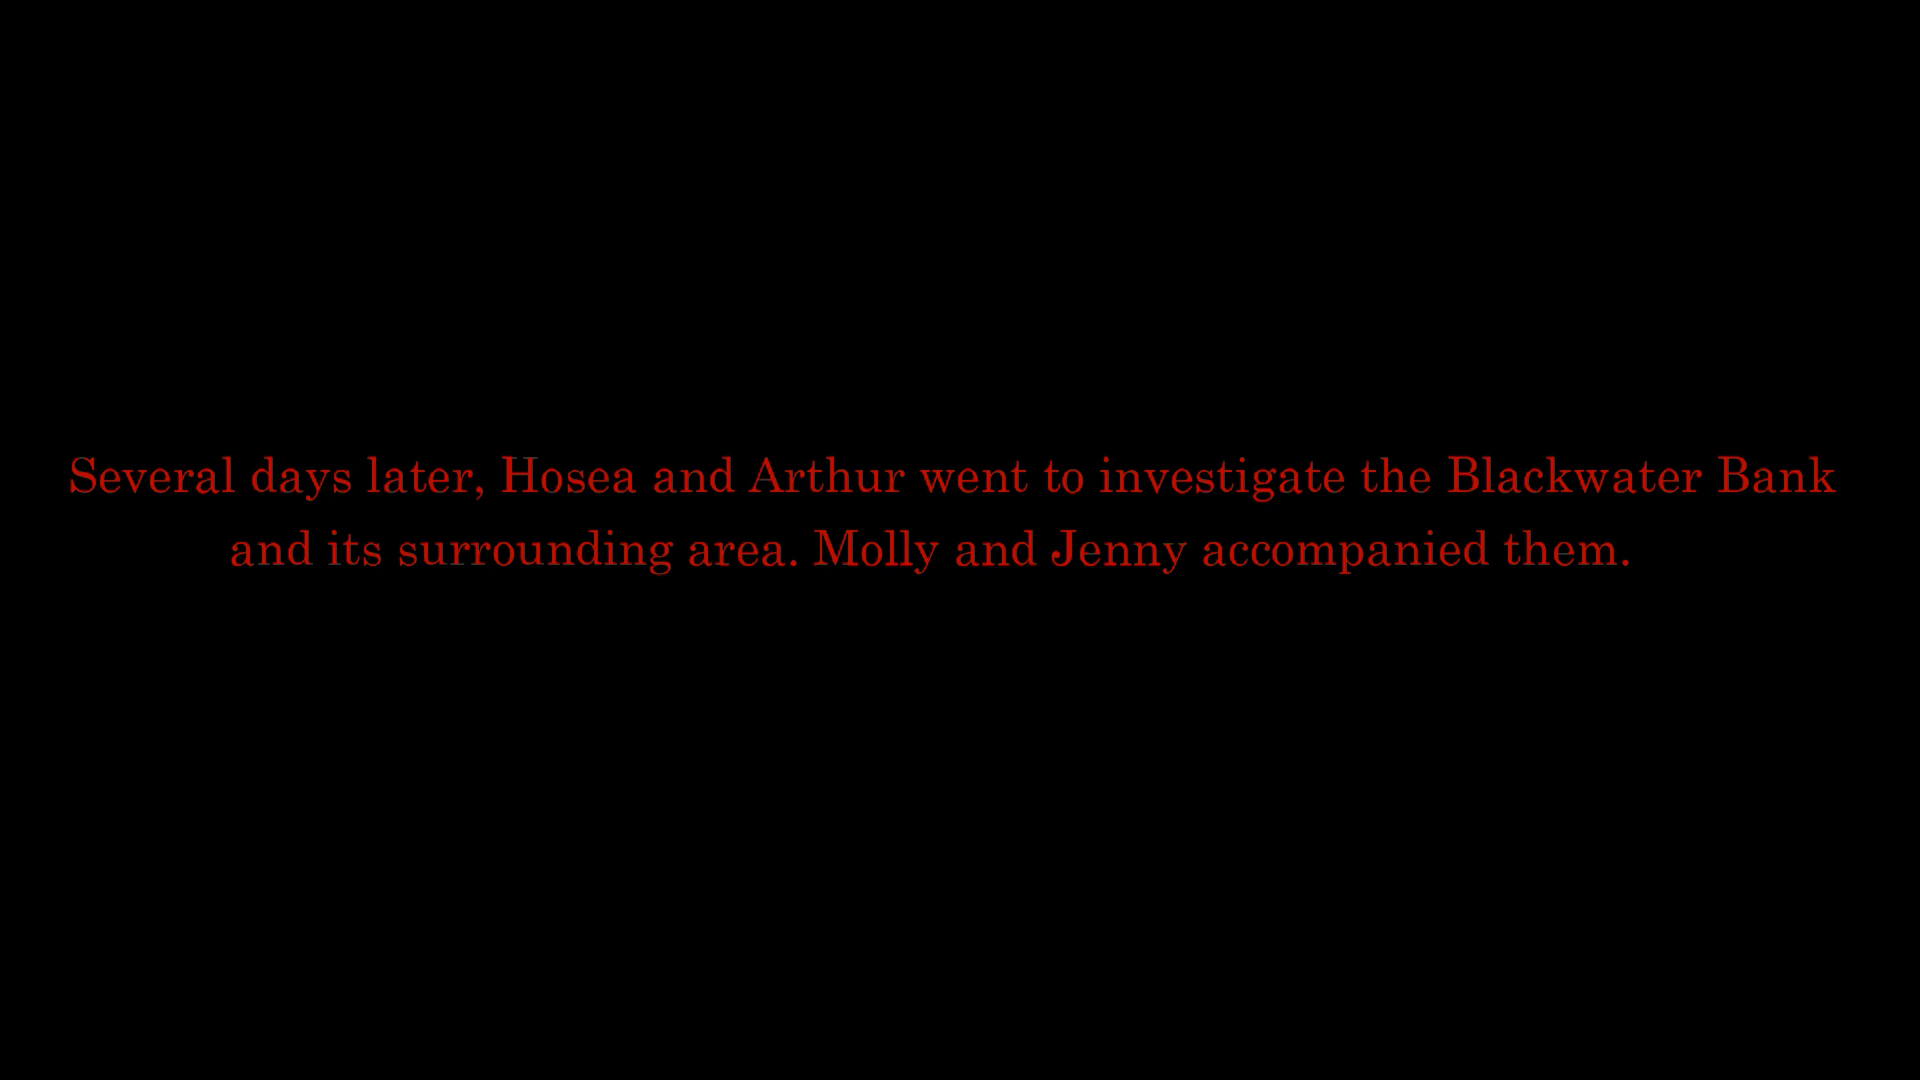 Several days later, Hosea and Arthur went to investigate the Blackwater Bank
and its surrounding area. Molly and Jenny accompanied them.